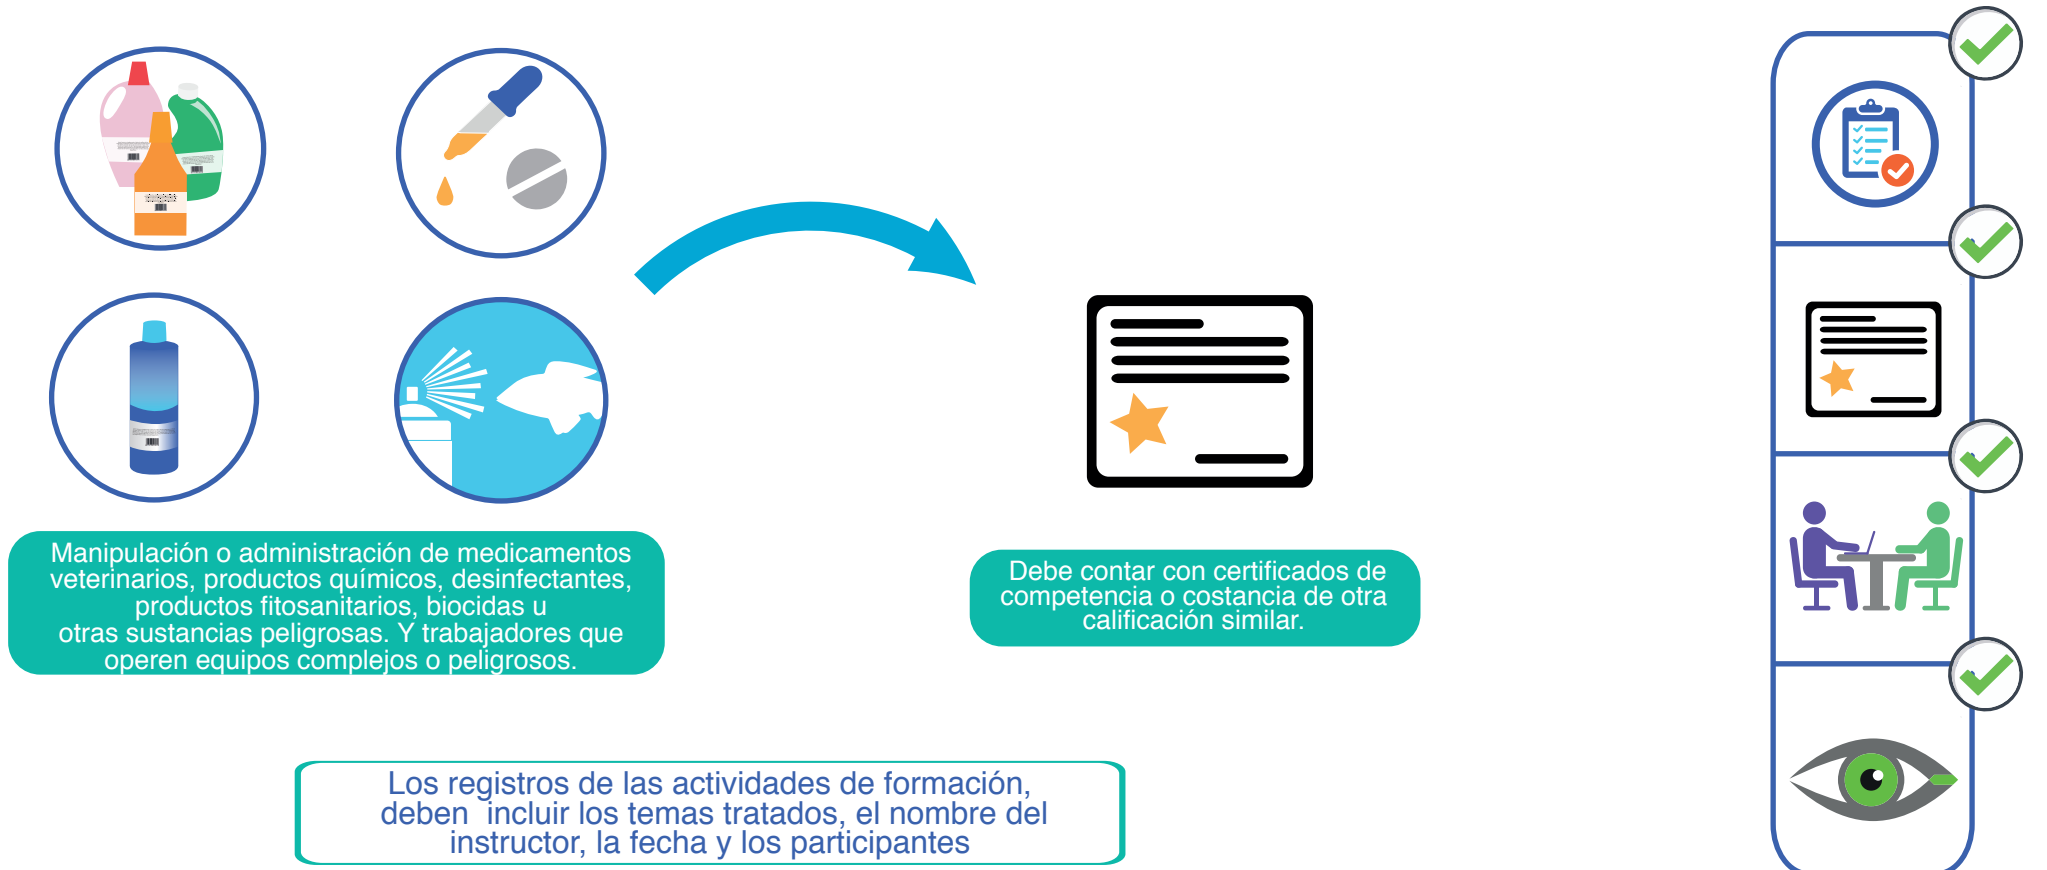 Manipulación o administración de medicamentos
veterinarios, productos químicos, desinfectantes,
productos fitosanitarios, biocidas u
otras sustancias peligrosas. Y trabajadores que
operen equipos complejos o peligrosos.
Debe contar con certificados de
competencia o costancia de otra
calificación similar.
Los registros de las actividades de formación,
deben  incluir los temas tratados, el nombre del
instructor, la fecha y los participantes